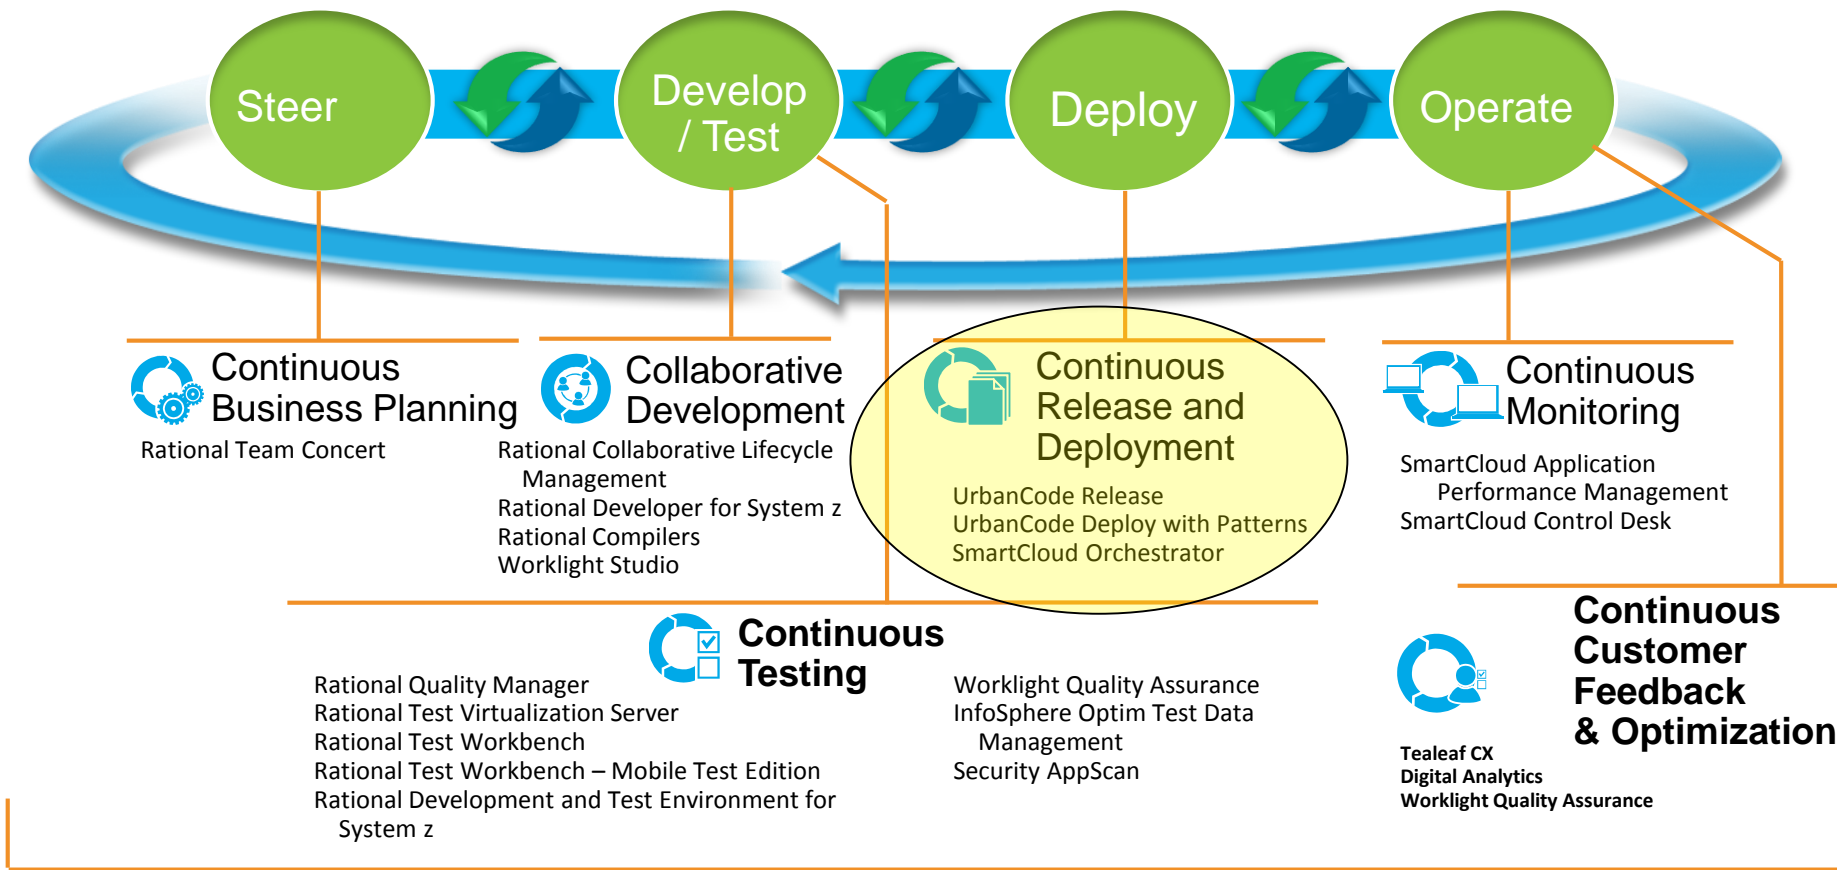 Steer
Develop
/ Test
Deploy
Operate
Continuous
Business Planning
Rational Team Concert
Collaborative
Development
Rational Collaborative Lifecycle
Management
Rational Developer for System z
Rational Compilers
Worklight Studio
Continuous
Release and
Deployment
UrbanCode Release
UrbanCode Deploy with Patterns
SmartCloud Orchestrator
Continuous
Monitoring
SmartCloud Application
Performance Management
SmartCloud Control Desk
Continuous
Testing
Rational Quality Manager
Rational Test Virtualization Server
Rational Test Workbench
Rational Test Workbench – Mobile Test Edition
Rational Development and Test Environment for
System z
Worklight Quality Assurance
InfoSphere Optim Test Data
Management
Security AppScan
Continuous
Customer
Feedback
& Optimization
Tealeaf CX
Digital Analytics
Worklight Quality Assurance